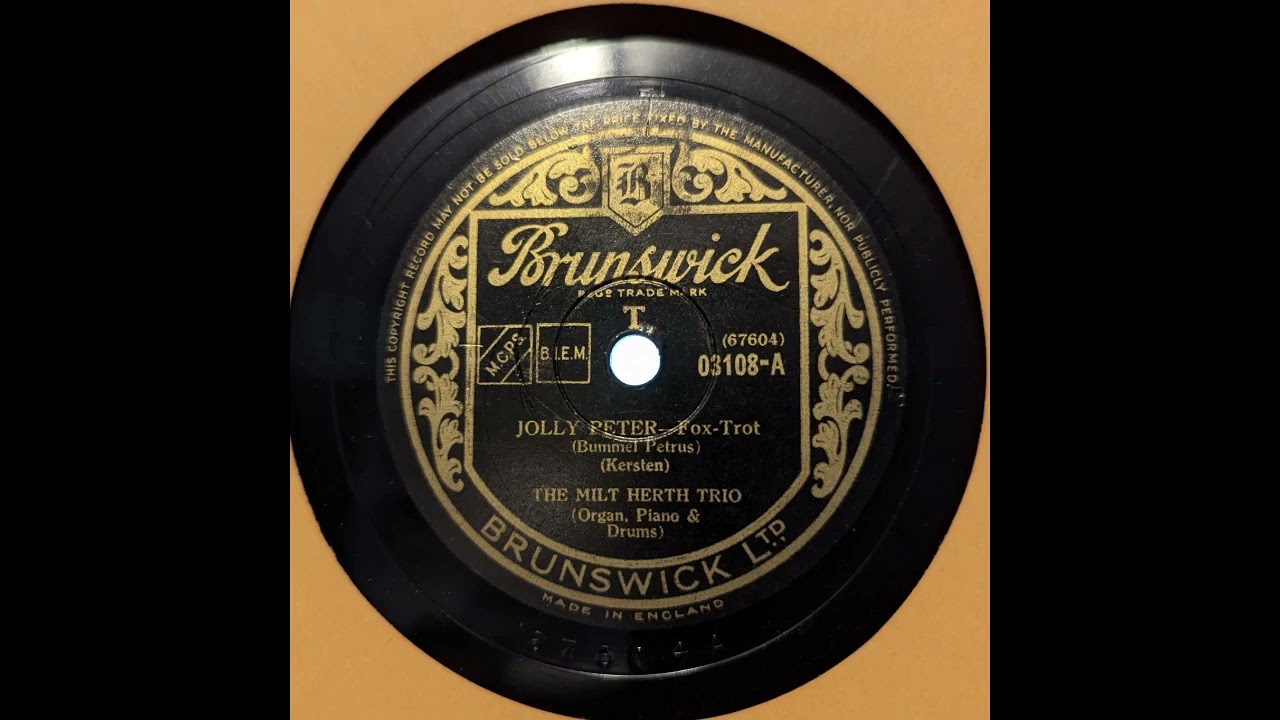 THIS COPYRIGHT RECORD MAY NOT BE SOLD BELOW THE PRICE FIXED BY THE MANUFACTURER, NOR PUBLICLY PERFORMED.
B
Brunswick
REGD TRADE MARK
T.
M.C.P.S.
B.I.E.M.
(67604)
03108-A
JOLLY PETER—Fox-Trot
(Bummel Petrus)
(Kersten)
THE MILT HERTH TRIO
(Organ, Piano &
Drums)
BRUNSWICK LTD.
MADE IN ENGLAND
67604 A